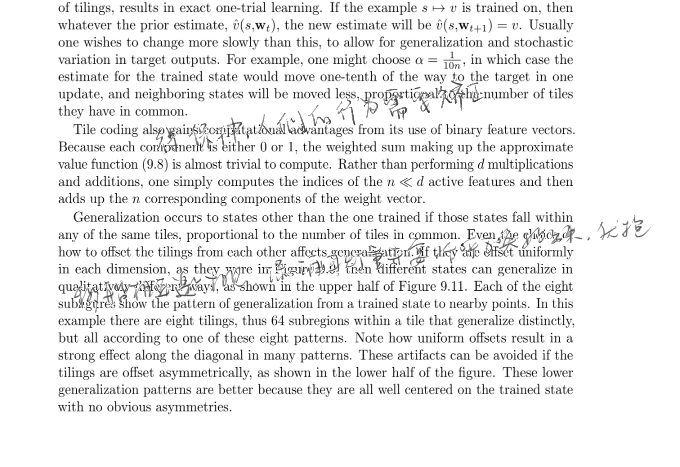 of tilings, results in exact one-trial learning. If the example s ↦ v is trained on, then
whatever the prior estimate, v̂(s,wₜ), the new estimate will be v̂(s,wₜ₊₁) = v. Usually
one wishes to change more slowly than this, to allow for generalization and stochastic
variation in target outputs. For example, one might choose α = 1/10n, in which case the
estimate for the trained state would move one-tenth of the way to the target in one
update, and neighboring states will be moved less, proportional to the number of tiles
they have in common.
的行为需要矫正
Tile coding also gains computational advantages from its use of binary feature vectors.
Because each component is either 0 or 1, the weighted sum making up the approximate
value function (9.8) is almost trivial to compute. Rather than performing d multiplications
and additions, one simply computes the indices of the n ≪ d active features and then
adds up the n corresponding components of the weight vector.
Generalization occurs to states other than the one trained if those states fall within
any of the same tiles, proportional to the number of tiles in common. Even the choice of
how to offset the tilings from each other affects generalization. If they are offset uniformly
in each dimension, as they were in Figure 9.9, then different states can generalize in
qualitatively different ways, as shown in the upper half of Figure 9.11. Each of the eight
subfigures show the pattern of generalization from a trained state to nearby points. In this
example there are eight tilings, thus 64 subregions within a tile that generalize distinctly,
but all according to one of these eight patterns. Note how uniform offsets result in a
strong effect along the diagonal in many patterns. These artifacts can be avoided if the
tilings are offset asymmetrically, as shown in the lower half of the figure. These lower
generalization patterns are better because they are all well centered on the trained state
with no obvious asymmetries.